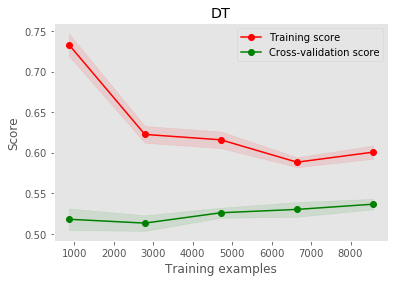 DT
Training score
Cross-validation score
Score
0.75
0.70
0.65
0.60
0.55
0.50
1000 2000 3000 4000 5000 6000 7000 8000
Training examples